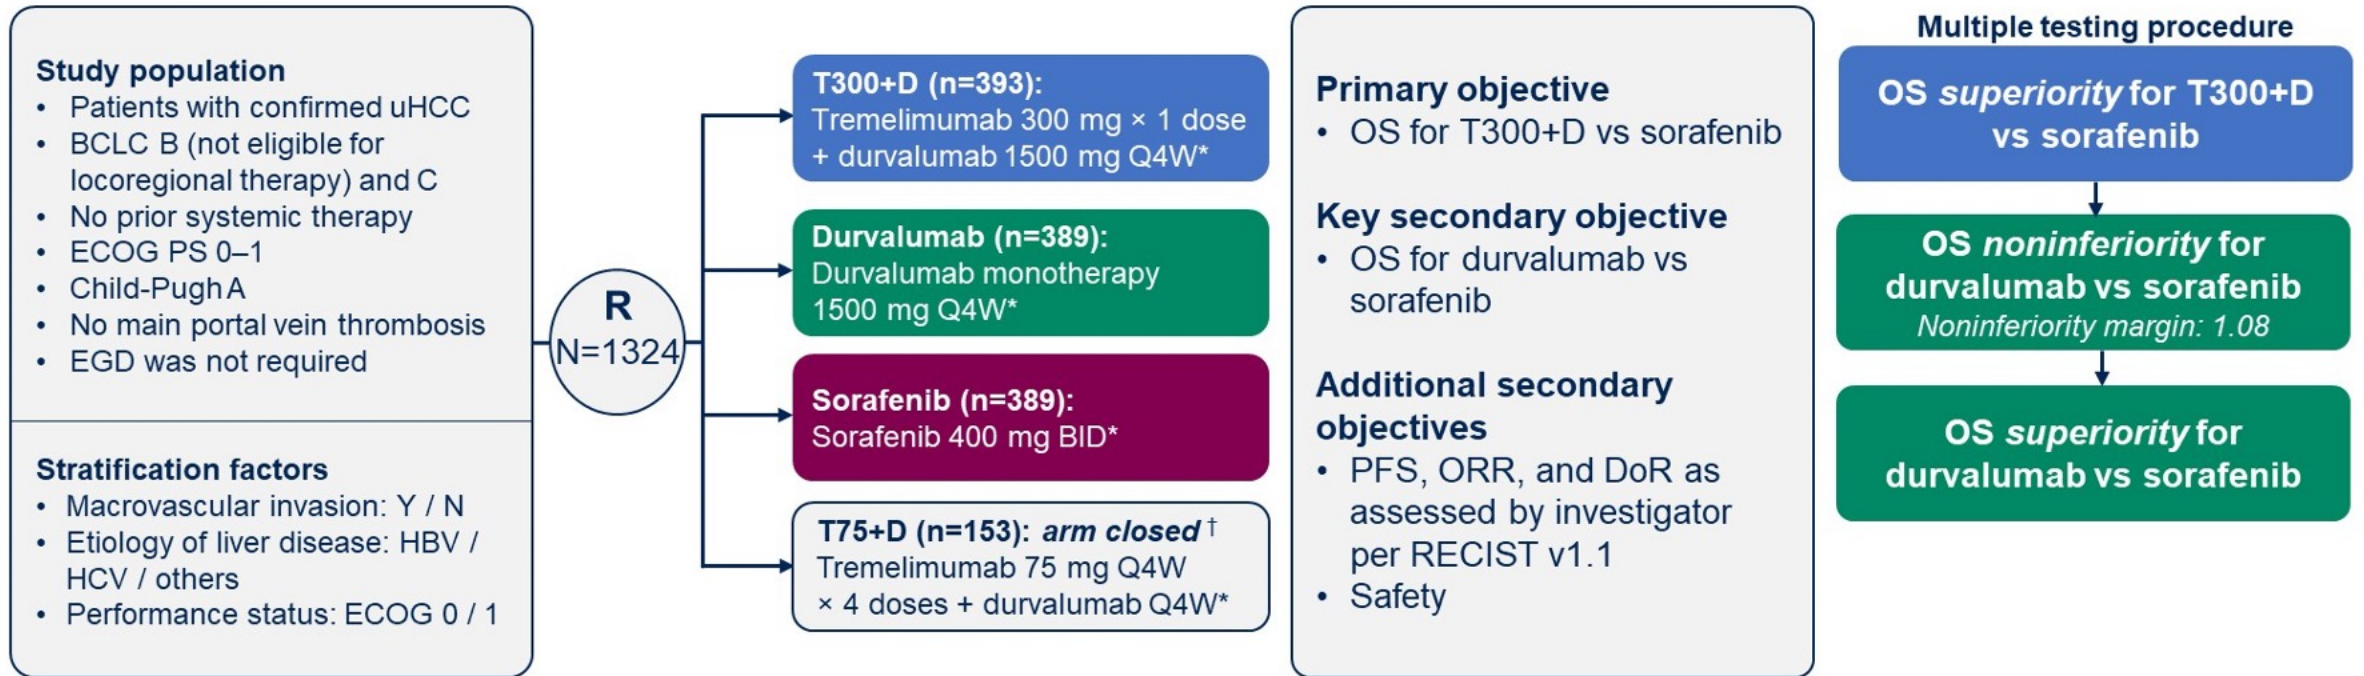 Study population
• Patients with confirmed uHCC
• BCLC B (not eligible for
locoregional therapy) and C
• No prior systemic therapy
• ECOG PS 0–1
• Child-Pugh A
• No main portal vein thrombosis
• EGD was not required
Stratification factors
• Macrovascular invasion: Y / N
• Etiology of liver disease: HBV /
HCV / others
• Performance status: ECOG 0 / 1
R
N=1324
T300+D (n=393):
Tremelimumab 300 mg × 1 dose
+ durvalumab 1500 mg Q4W*
Durvalumab (n=389):
Durvalumab monotherapy
1500 mg Q4W*
Sorafenib (n=389):
Sorafenib 400 mg BID*
T75+D (n=153): arm closed †
Tremelimumab 75 mg Q4W
× 4 doses + durvalumab Q4W*
Primary objective
• OS for T300+D vs sorafenib
Key secondary objective
• OS for durvalumab vs
sorafenib
Additional secondary
objectives
• PFS, ORR, and DoR as
assessed by investigator
per RECIST v1.1
• Safety
Multiple testing procedure
OS superiority for T300+D
vs sorafenib
OS noninferiority for
durvalumab vs sorafenib
Noninferiority margin: 1.08
OS superiority for
durvalumab vs sorafenib